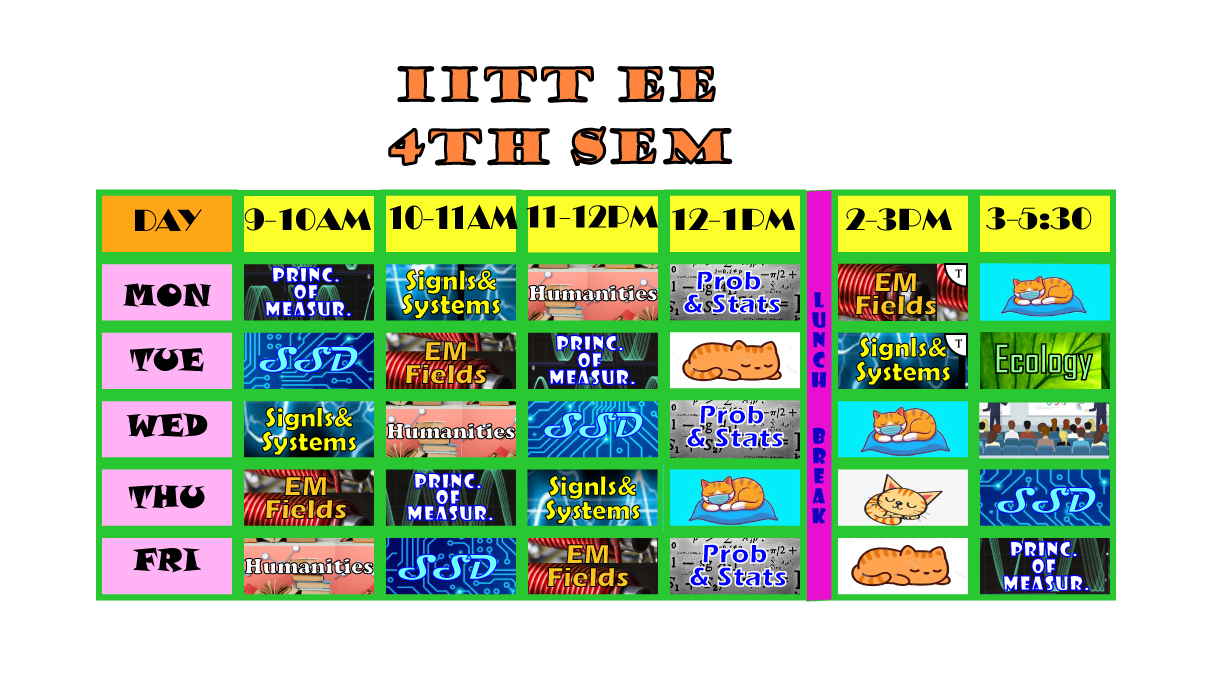 IITT EE
4TH SEM
DAY 9-10AM 10-11AM 11-12PM 12-1PM 2-3PM 3-5:30
MON PRINC. OF MEASUR. Signls& Systems Humanities Prob & Stats EM Fields T
TUE SSD EM Fields PRINC. OF MEASUR. Signls& Systems T Ecology
WED Signls& Systems Humanities SSD Prob & Stats
THU EM Fields PRINC. OF MEASUR. Signls& Systems SSD
FRI Humanities SSD EM Fields Prob & Stats PRINC. OF MEASUR.
LUNCH BREAK